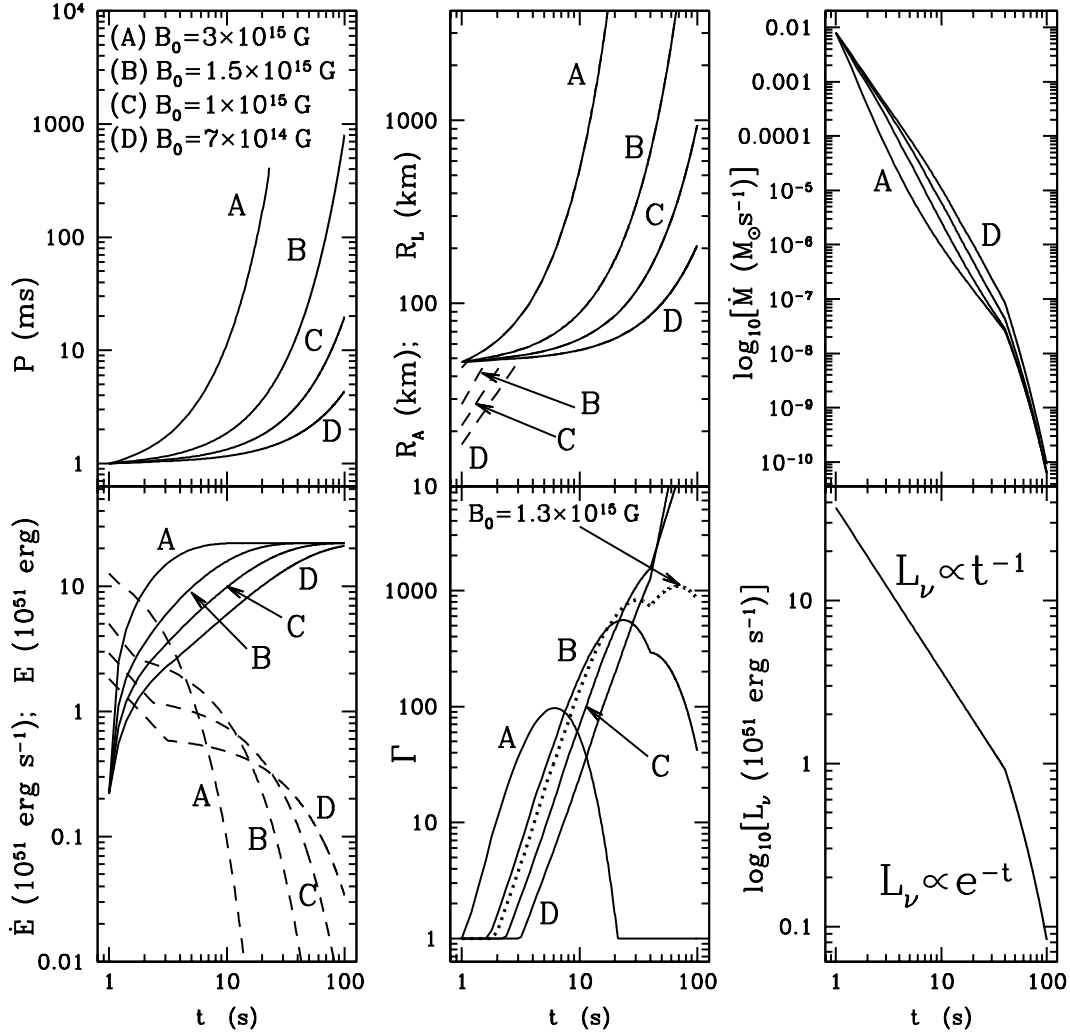 (A) B₀=3×10¹⁵ G
(B) B₀=1.5×10¹⁵ G
(C) B₀=1×10¹⁵ G
(D) B₀=7×10¹⁴ G
10⁴
1000
100
10
1
P (ms)
A
B
C
D
1000
100
10
R_A (km); R_L (km)
A
B
C
D
B
C
D
0.01
0.001
0.0001
10⁻⁵
10⁻⁶
10⁻⁷
10⁻⁸
10⁻⁹
10⁻¹⁰
log₁₀[Ṁ (M_⊙s⁻¹)]
A
D
10
1
0.1
0.01
Ė (10⁵¹ erg s⁻¹); E (10⁵¹ erg)
A
B
C
D
A
B
C
D
1 10 100
t (s)
B₀=1.3×10¹⁵ G
1000
100
10
1
Γ
A
B
C
D
1 10 100
t (s)
10
1
0.1
log₁₀[L_ν (10⁵¹ erg s⁻¹)]
L_ν∝t⁻¹
L_ν∝e⁻ᵗ
1 10 100
t (s)